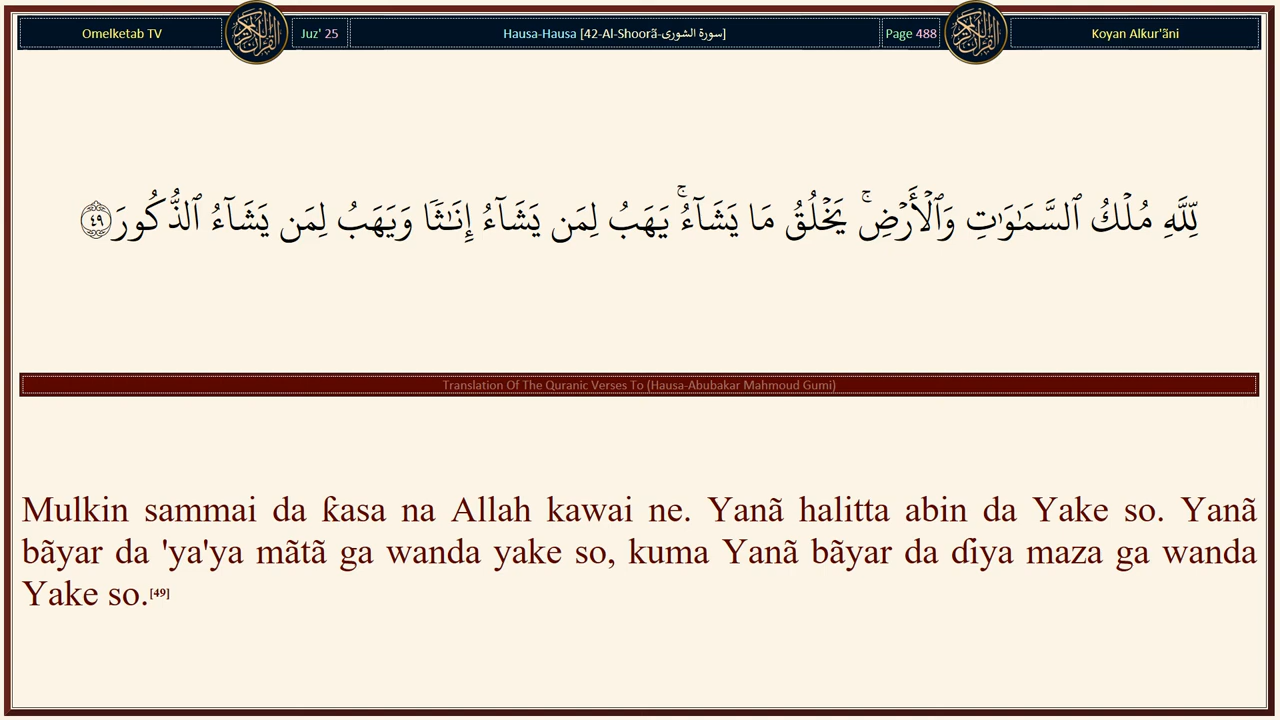 Omelketab TV
Juz' 25
Hausa-Hausa [42-Al-Shoorã-سورة الشورى]
Page 488
Koyan Alƙur'ãni
لِّلَّهِ مُلۡكُ ٱلسَّمَٰوَٰتِ وَٱلۡأَرۡضِۚ يَخۡلُقُ مَا يَشَآءُۚ يَهَبُ لِمَن يَشَآءُ إِنَٰثٗا وَيَهَبُ لِمَن يَشَآءُ ٱلذُّكُورَ ٤٩
Translation Of The Quranic Verses To (Hausa-Abubakar Mahmoud Gumi)
Mulkin sammai da ƙasa na Allah kawai ne. Yanã halitta abin da Yake so. Yanã
bãyar da 'ya'ya mãtã ga wanda yake so, kuma Yanã bãyar da ɗiya maza ga wanda
Yake so.[49]